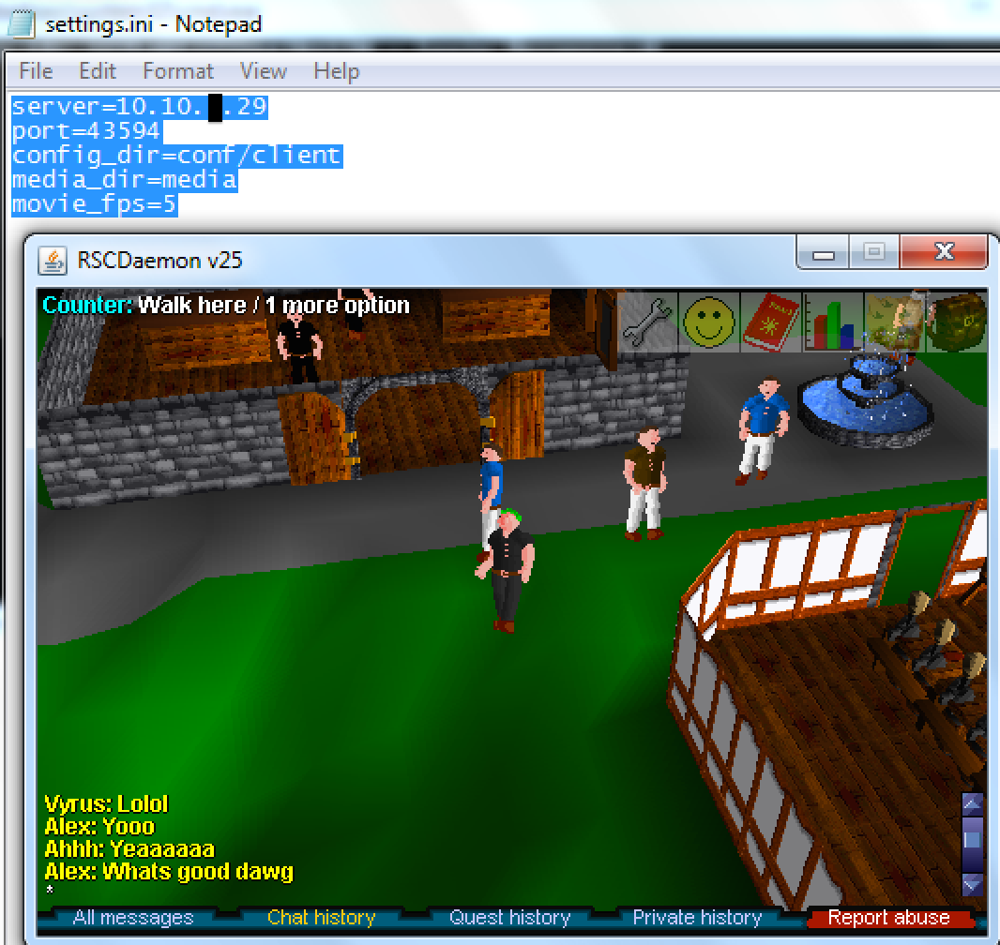 settings.ini - Notepad
File Edit Format View Help
server=10.10. .29
port=43594
config_dir=conf/client
media_dir=media
movie_fps=5
RSCDaemon v25
Counter: Walk here / 1 more option
Vyrus: Lolol
Alex: Yooo
Ahhh: Yeaaaaaa
Alex: Whats good dawg
*
All messages Chat history Quest history Private history Report abuse